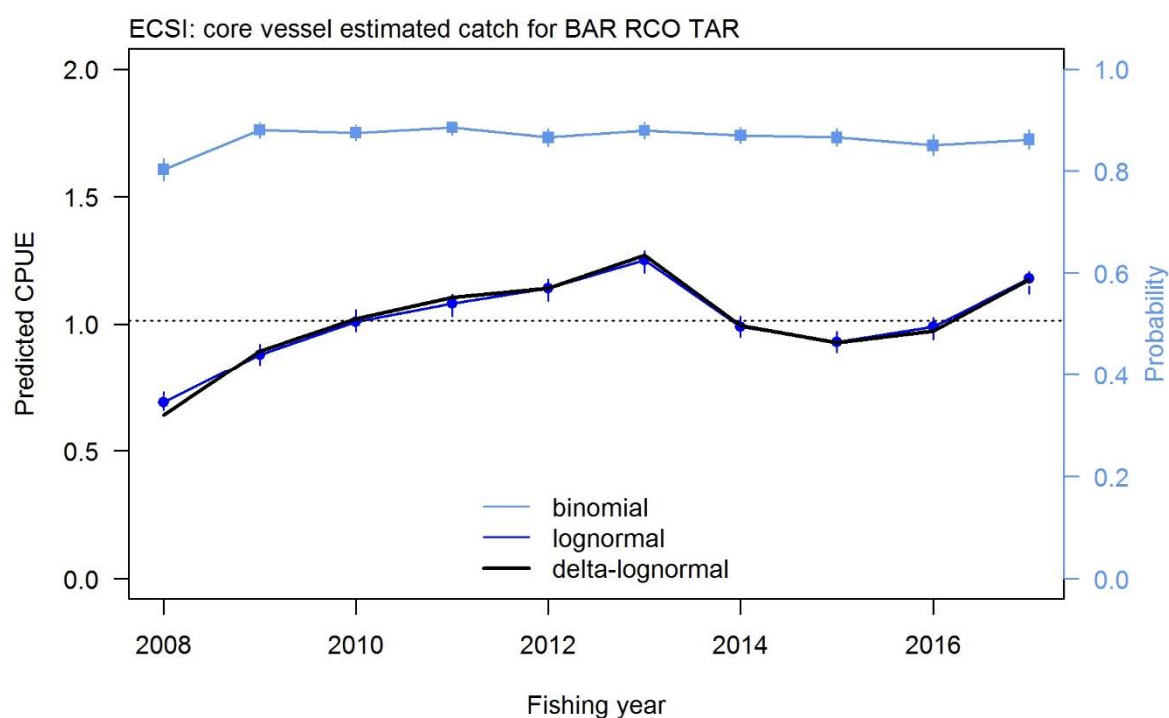 ECSI: core vessel estimated catch for BAR RCO TAR
2.0
1.5
1.0
0.5
0.0
Predicted CPUE
1.0
0.8
0.6
0.4
0.2
0.0
Probability
binomial
lognormal
delta-lognormal
2008 2010 2012 2014 2016
Fishing year